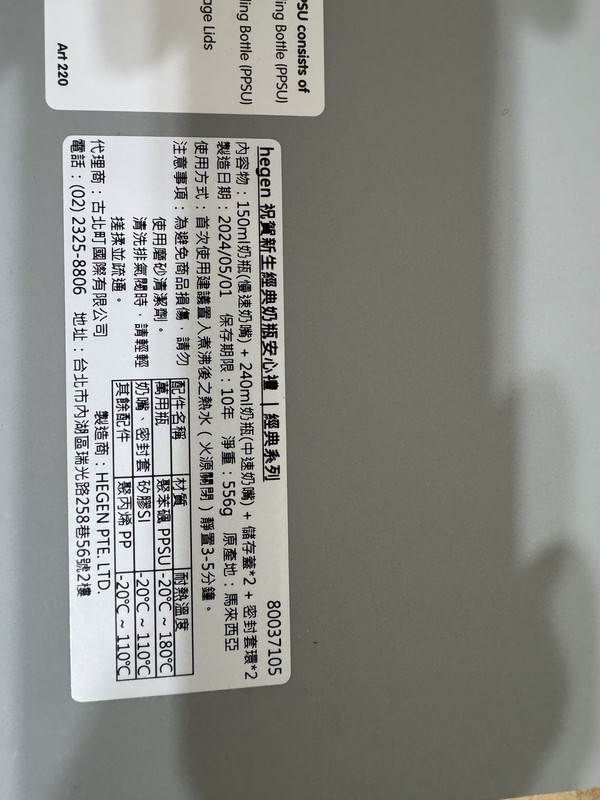 PSU consists of
ling Bottle (PPSU)
ling Bottle (PPSU)
age Lids
Art 220
hegen 祝賀新生經典奶瓶安心禮 | 經典系列 80037105
內容物：150ml奶瓶(慢速奶嘴) + 240ml奶瓶(中速奶嘴) + 儲存蓋*2 + 密封套環*2
製造日期：2024/05/01 保存期限：10年 淨重：556g 原產地：馬來西亞
使用方式：首次使用建議置入煮沸後之熱水（火源關閉）靜置3-5分鐘。
注意事項：為避免商品損傷，請勿
使用磨砂清潔劑。
清洗排氣閥時，請輕輕
搓揉並疏通。
配件名稱 材質 耐熱溫度
萬用瓶 聚苯碸 PPSU -20°C ~ 180°C
奶嘴、密封套 矽膠SI -20°C ~ 110°C
其餘配件 聚丙烯 PP -20°C ~ 110°C
代理商：古北町國際有限公司 製造商：HEGEN PTE. LTD.
電話：(02) 2325-8806 地址：台北市內湖區瑞光路258巷56號2樓